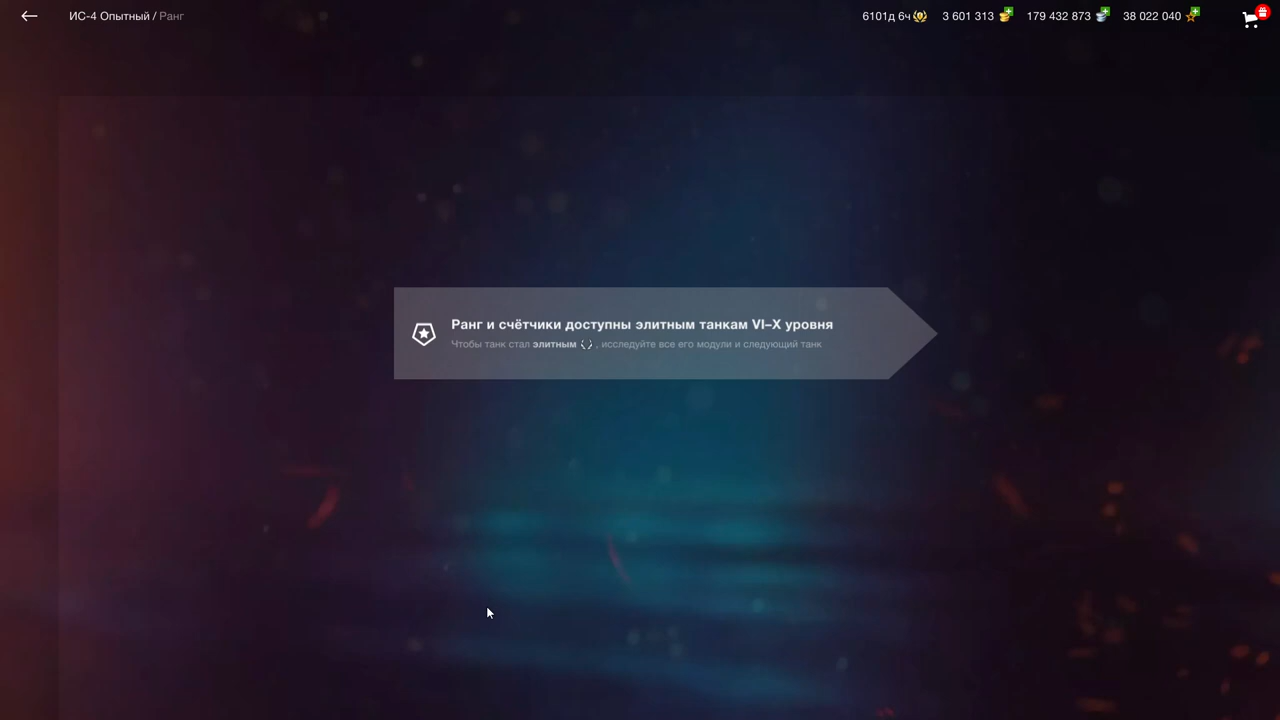 ИС-4 Опытный / Ранг
6101д 6ч 3 601 313 179 432 873 38 022 040
Ранг и счётчики доступны элитным танкам VI–X уровня
Чтобы танк стал элитным , исследуйте все его модули и следующий танк